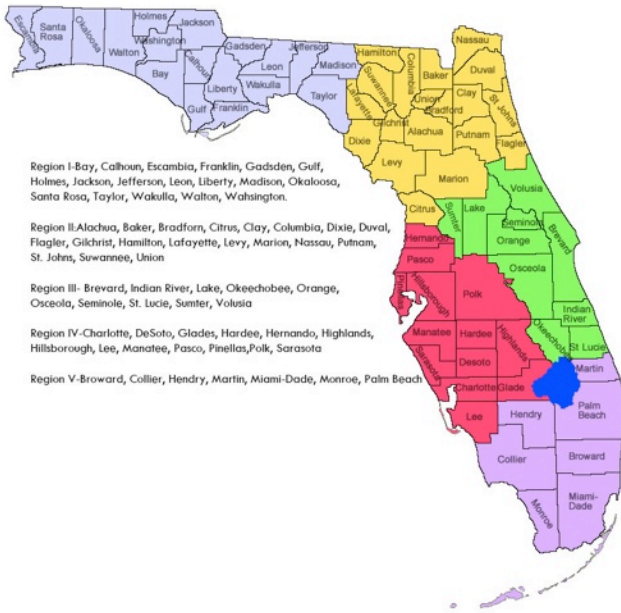 Escambia
Santa
Rosa
Okaloosa
Walton
Holmes
Washington
Jackson
Bay
Calhoun
Gulf
Gadsden
Liberty
Franklin
Leon
Wakulla
Jefferson
Madison
Taylor
Hamilton
Suwannee
Lafayette
Dixie
Columbia
Baker
Nassau
Duval
Union
Bradford
Clay
St Johns
Gilchrist
Alachua
Putnam
Flagler
Levy
Marion
Citrus
Volusia
Lake
Sumter
Seminole
Orange
Brevard
Osceola
Indian
River
Okeechobee
St Lucie
Hernando
Pasco
Pinellas
Hillsborough
Polk
Manatee
Hardee
Highlands
Sarasota
Desoto
Charlotte
Glade
Lee
Martin
Hendry
Palm
Beach
Collier
Broward
Monroe
Miami-
Dade
Region I-Bay, Calhoun, Escambia, Franklin, Gadsden, Gulf,
Holmes, Jackson, Jefferson, Leon, Liberty, Madison, Okaloosa,
Santa Rosa, Taylor, Wakulla, Walton, Wahsington.
Region II:Alachua, Baker, Bradforn, Citrus, Clay, Columbia, Dixie, Duval,
Flagler, Gilchrist, Hamilton, Lafayette, Levy, Marion, Nassau, Putnam,
St. Johns, Suwannee, Union
Region III- Brevard, Indian River, Lake, Okeechobee, Orange,
Osceola, Seminole, St. Lucie, Sumter, Volusia
Region IV-Charlotte, DeSoto, Glades, Hardee, Hernando, Highlands,
Hillsborough, Lee, Manatee, Pasco, Pinellas,Polk, Sarasota
Region V-Broward, Collier, Hendry, Martin, Miami-Dade, Monroe, Palm Beach